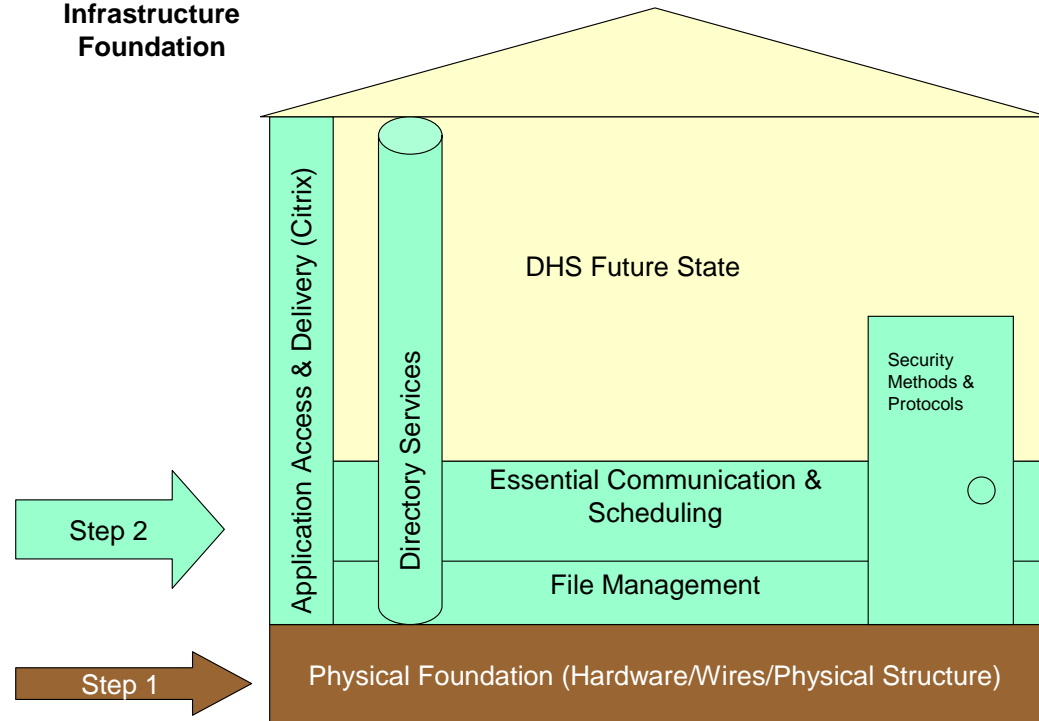 Infrastructure
Foundation
Application Access & Delivery (Citrix)
Directory Services
DHS Future State
Security
Methods &
Protocols
Essential Communication &
Scheduling
Step 2
File Management
Physical Foundation (Hardware/Wires/Physical Structure)
Step 1